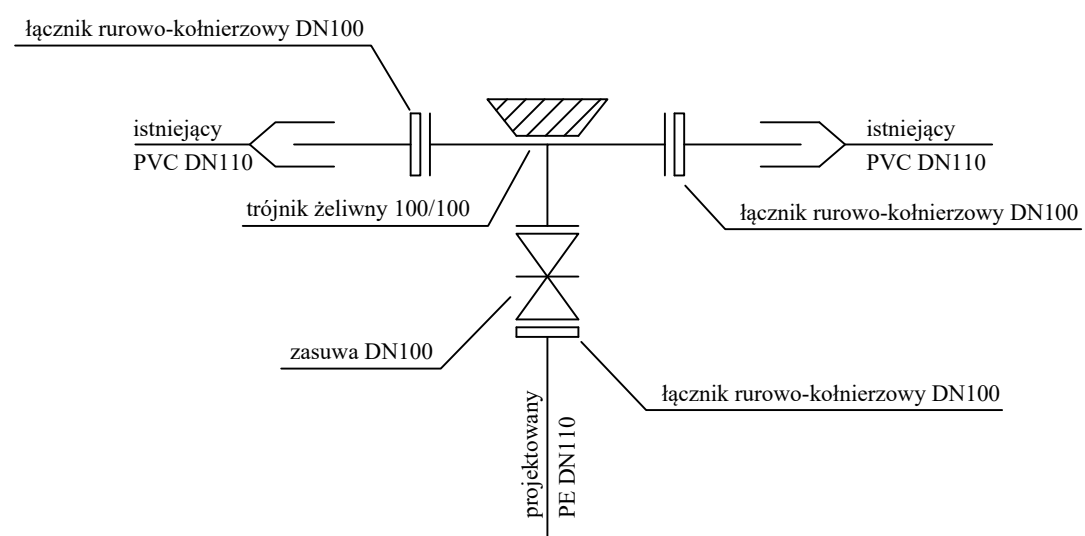 łącznik rurowo-kołnierzowy DN100
istniejący
PVC DN110
istniejący
PVC DN110
trójnik żeliwny 100/100
łącznik rurowo-kołnierzowy DN100
zasuwa DN100
łącznik rurowo-kołnierzowy DN100
projektowany
PE DN110